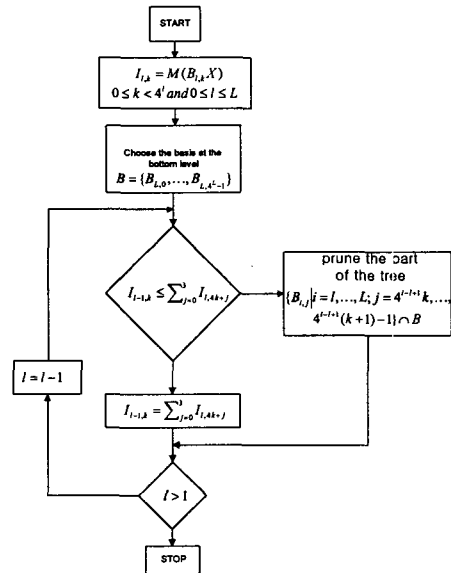 START
I_{l,k} = M(B_{l,k} X)
0 ≤ k < 4^l and 0 ≤ l ≤ L
Choose the basis at the
bottom level
B = {B_{L,0},...,B_{L,4^L-1}}
I_{l-1,k} ≤ ∑_{j=0}^{3} I_{l,4k+j}
prune the part
of the tree
{B_{i,j}|i = l,...,L; j = 4^{i-l+1}k,...,
4^{i-l+1}(k+1)-1} ∩ B
l = l-1
I_{l-1,k} = ∑_{j=0}^{3} I_{l,4k+j}
l > 1
STOP